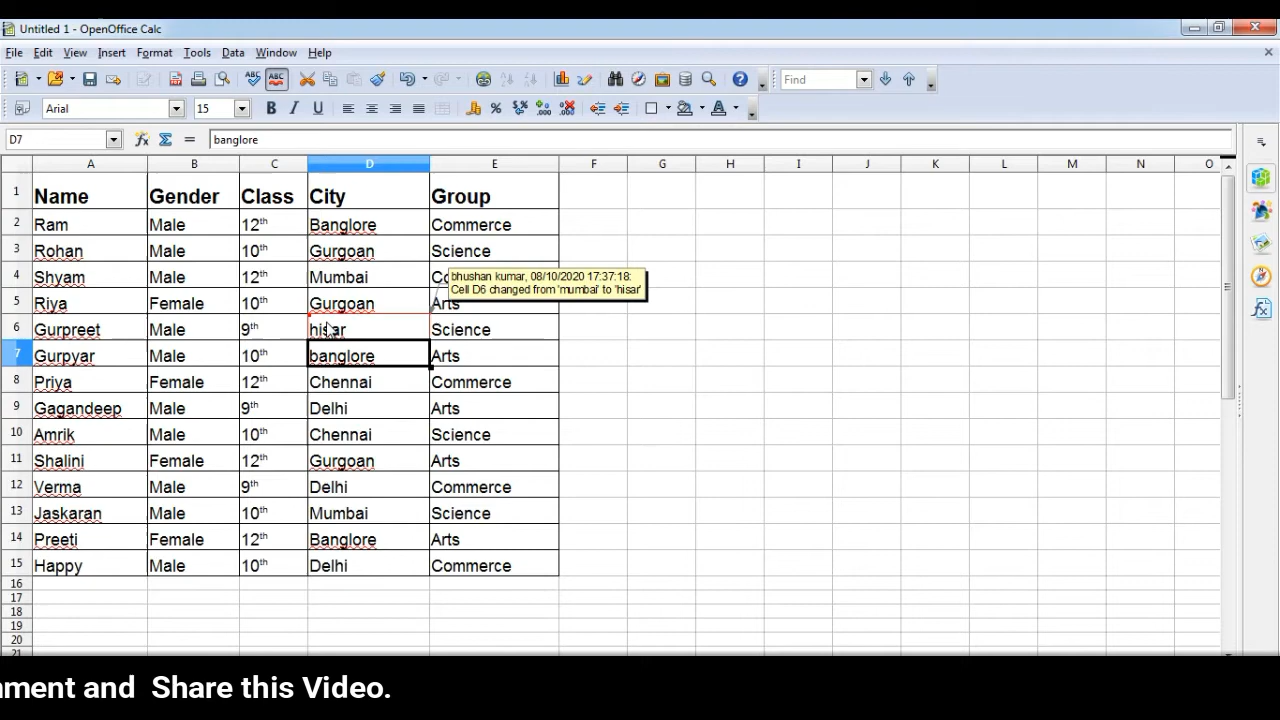 Untitled 1 - OpenOffice Calc
File Edit View Insert Format Tools Data Window Help
ABC ABC Find
Arial 15 B I U % A
D7 banglore
A B C D E F G H I J K L M N O
1 Name Gender Class City Group
2 Ram Male 12th Banglore Commerce
3 Rohan Male 10th Gurgoan Science
4 Shyam Male 12th Mumbai Co
bhushan kumar, 08/10/2020 17:37:18:
Cell D6 changed from 'mumbai' to 'hisar'
5 Riya Female 10th Gurgoan Arts
6 Gurpreet Male 9th hisar Science
7 Gurpyar Male 10th banglore Arts
8 Priya Female 12th Chennai Commerce
9 Gagandeep Male 9th Delhi Arts
10 Amrik Male 10th Chennai Science
11 Shalini Female 12th Gurgoan Arts
12 Verma Male 9th Delhi Commerce
13 Jaskaran Male 10th Mumbai Science
14 Preeti Female 12th Banglore Arts
15 Happy Male 10th Delhi Commerce
16
17
18
19
20
21
nment and Share this Video.